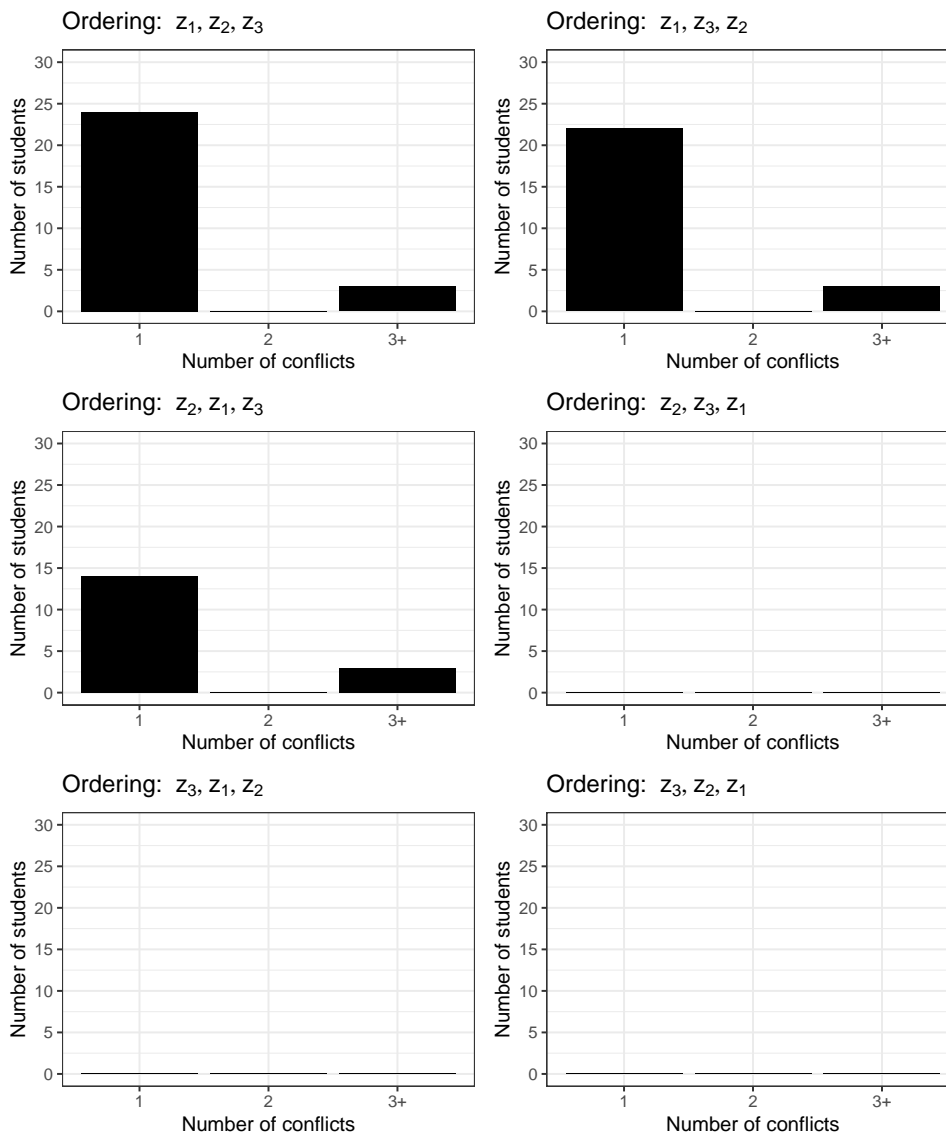 Ordering: z₁, z₂, z₃
30
25
20
15
10
5
0
Number of students
1 2 3+
Number of conflicts
Ordering: z₁, z₃, z₂
30
25
20
15
10
5
0
Number of students
1 2 3+
Number of conflicts
Ordering: z₂, z₁, z₃
30
25
20
15
10
5
0
Number of students
1 2 3+
Number of conflicts
Ordering: z₂, z₃, z₁
30
25
20
15
10
5
0
Number of students
1 2 3+
Number of conflicts
Ordering: z₃, z₁, z₂
30
25
20
15
10
5
0
Number of students
1 2 3+
Number of conflicts
Ordering: z₃, z₂, z₁
30
25
20
15
10
5
0
Number of students
1 2 3+
Number of conflicts